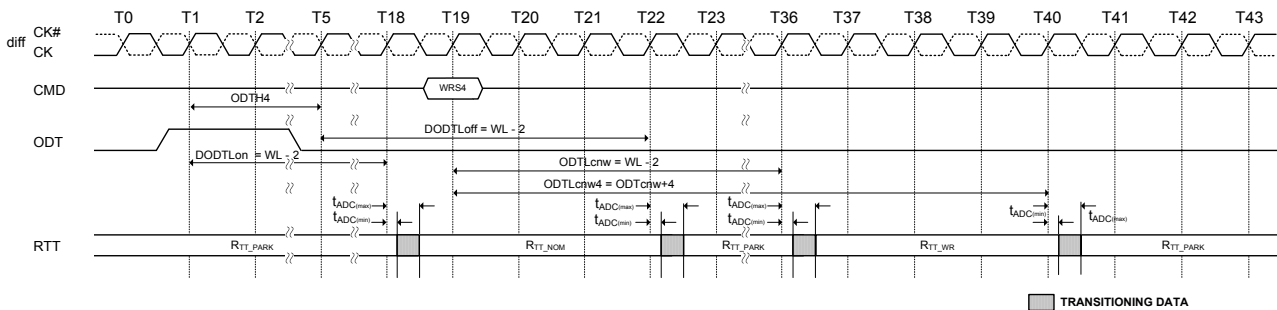 T0 T1 T2 T5 T18 T19 T20 T21 T22 T23 T36 T37 T38 T39 T40 T41 T42 T43
diff CK#
CK
CMD WRS4
ODTH4
ODT
DODTLoff = WL - 2
DODTLon = WL - 2
ODTLcnw = WL - 2
ODTLcnw4 = ODTcnw+4
tADC(max) tADC(max) tADC(max)
tADC(min) tADC(min) tADC(min) tADC(min) tADC(max)
RTT RTT_PARK RTT_NOM RTT_PARK RTT_WR RTT_PARK
TRANSITIONING DATA